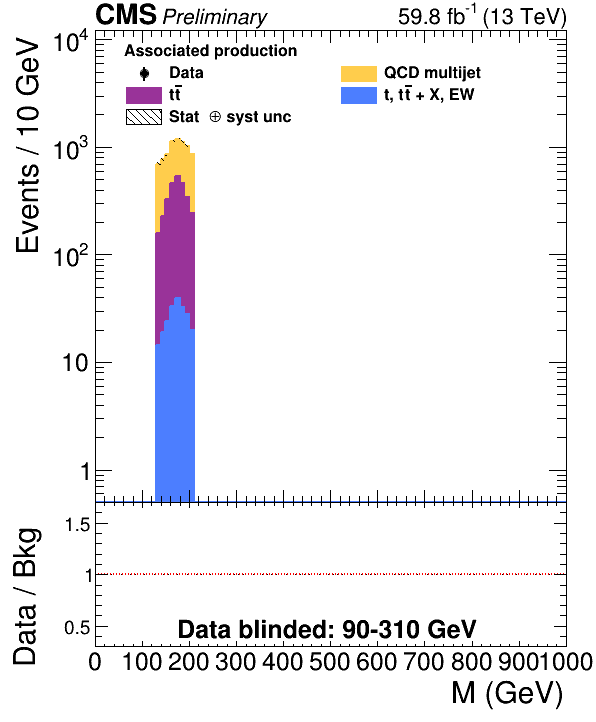 CMS Preliminary 59.8 fb⁻¹ (13 TeV)
Associated production
Data
QCD multijet
tt̄
t, tt̄ + X, EW
Stat ⊕ syst unc
Events / 10 GeV
10⁴
10³
10²
10
1
Data / Bkg
1.5
1
0.5
Data blinded: 90-310 GeV
0 100 200 300 400 500 600 700 800 900 1000
M (GeV)